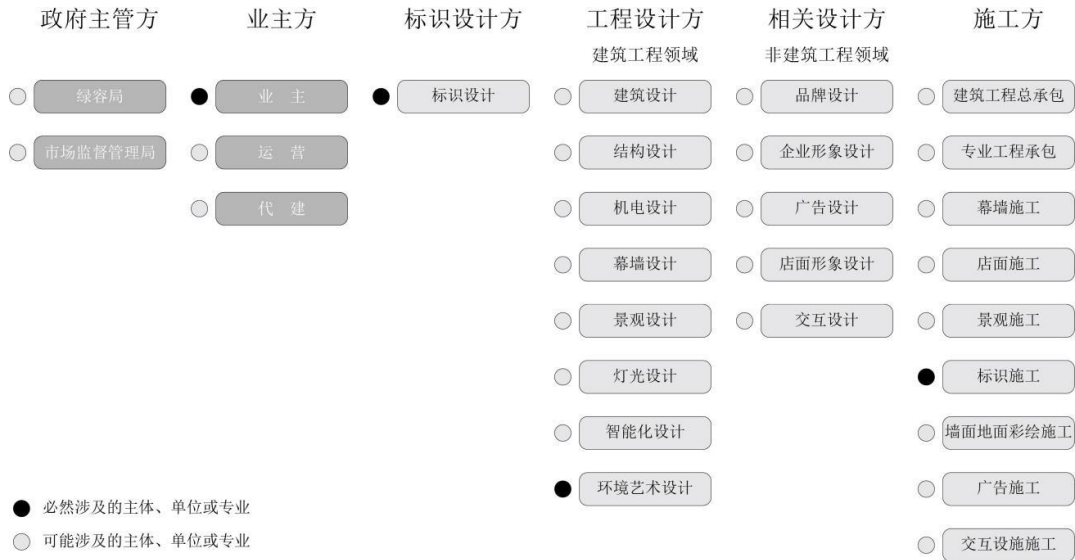 政府主管方
业主方
标识设计方
工程设计方
相关设计方
施工方
建筑工程领域
非建筑工程领域
绿容局
业 主
标识设计
建筑设计
品牌设计
建筑工程总承包
市场监督管理局
运 营
结构设计
企业形象设计
专业工程承包
代 建
机电设计
广告设计
幕墙施工
幕墙设计
店面形象设计
店面施工
景观设计
交互设计
景观施工
灯光设计
标识施工
智能化设计
墙面地面彩绘施工
环境艺术设计
广告施工
交互设施施工
必然涉及的主体、单位或专业
可能涉及的主体、单位或专业